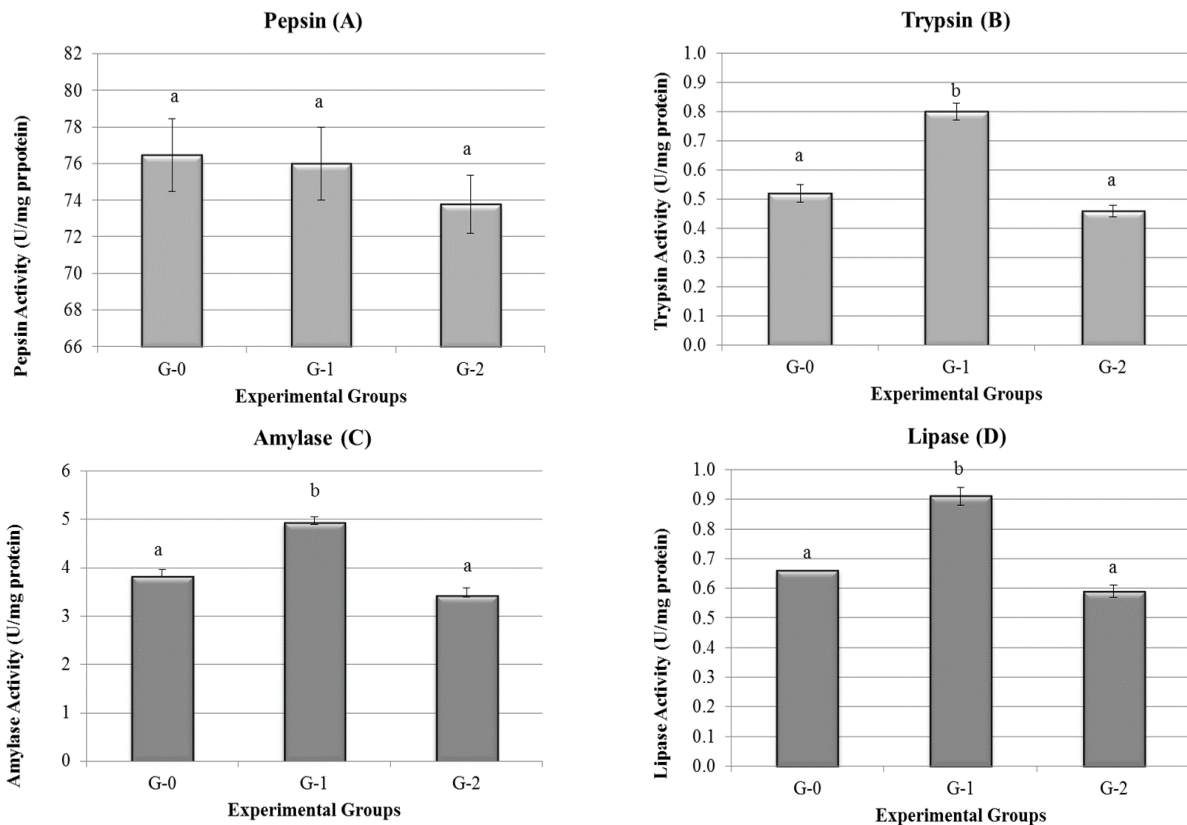 Pepsin (A)
Pepsin Activity (U/mg prpotein)
82
80
78
76
74
72
70
68
66
a
a
a
G-0
G-1
G-2
Experimental Groups
Trypsin (B)
Trypsin Activity (U/mg protein)
1.0
0.9
0.8
0.7
0.6
0.5
0.4
0.3
0.2
0.1
0.0
a
b
a
G-0
G-1
G-2
Experimental Groups
Amylase (C)
Amylase Activity (U/mg protein)
6
5
4
3
2
1
0
a
b
a
G-0
G-1
G-2
Experimental Groups
Lipase (D)
Lipase Activity (U/mg protein)
1.0
0.9
0.8
0.7
0.6
0.5
0.4
0.3
0.2
0.1
0.0
a
b
a
G-0
G-1
G-2
Experimental Groups